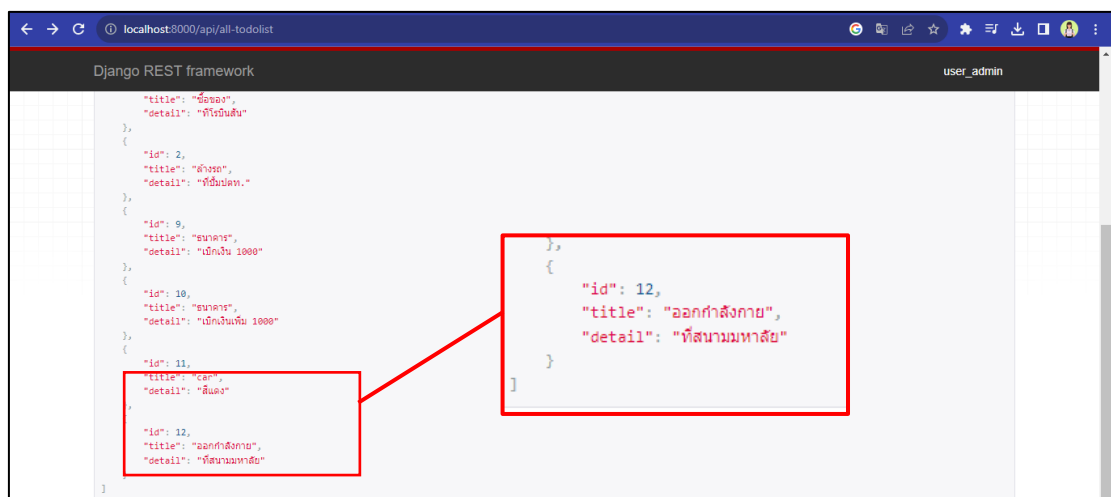 localhost:8000/api/all-todolist
Django REST framework
user_admin
"title": "ซื้อของ",
"detail": "ที่โรบินสัน"
},
{
"id": 2,
"title": "ล้างรถ",
"detail": "ที่ปั๊มปตท."
},
{
"id": 9,
"title": "ธนาคาร",
"detail": "เบิกเงิน 1000"
},
{
"id": 10,
"title": "ธนาคาร",
"detail": "เบิกเงินเพิ่ม 1000"
},
{
"id": 11,
"title": "car",
"detail": "สีแดง"
,
"id": 12,
"title": "ออกกำลังกาย",
"detail": "ที่สนามมหาลัย"
]
},
{
"id": 12,
"title": "ออกกำลังกาย",
"detail": "ที่สนามมหาลัย"
}
]